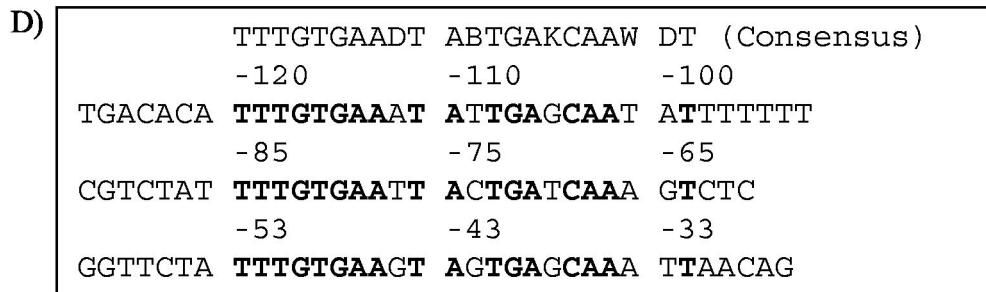 D)
TTTGTGAADT ABTGAKCAAW DT (Consensus)
-120 -110 -100
TGACACA TTTGTGAAAT ATTGAGCAAT ATTTTTTT
-85 -75 -65
CGTCTAT TTTGTGAATT ACTGATCAAA GTCTC
-53 -43 -33
GGTTCTA TTTGTGAAGT AGTGAGCAAA TTAACAG